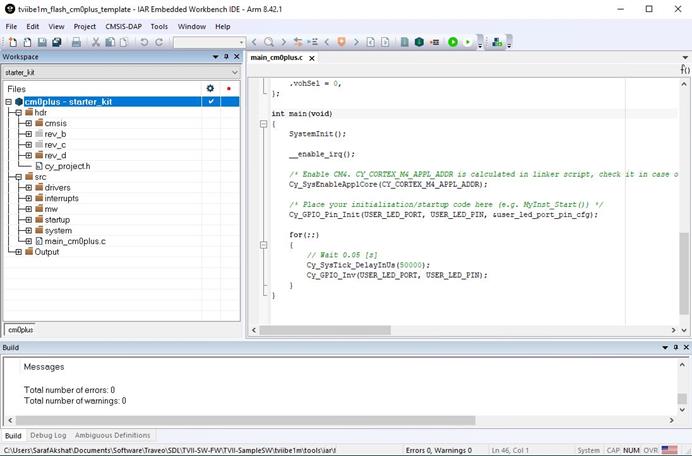 tviibe1m_flash_cm0plus_template - IAR Embedded Workbench IDE - Arm 8.42.1
File Edit View Project CMSIS-DAP Tools Window Help
Workspace
starter_kit
Files
cm0plus - starter_kit
hdr
cmsis
rev_b
rev_c
rev_d
cy_project.h
src
drivers
interrupts
mw
startup
system
main_cm0plus.c
Output
cm0plus
main_cm0plus.c
f()
.vohSel = 0,
};
int main(void)
{
SystemInit();
__enable_irq();
/* Enable CM4. CY_CORTEX_M4_APPL_ADDR is calculated in linker script, check it in case o
Cy_SysEnableApplCore(CY_CORTEX_M4_APPL_ADDR);
/* Place your initialization/startup code here (e.g. MyInst_Start()) */
Cy_GPIO_Pin_Init(USER_LED_PORT, USER_LED_PIN, &user_led_port_pin_cfg);
for(;;)
{
// Wait 0.05 [s]
Cy_SysTick_DelayInUs(50000);
Cy_GPIO_Inv(USER_LED_PORT, USER_LED_PIN);
}
}
Build
Messages
Total number of errors: 0
Total number of warnings: 0
Build Debug Log Ambiguous Definitions
C:\Users\SarafAkshat\Documents\Software\Traveo\SDL\TVII-SW-FW\TVII-SampleSW\tviibe1m\tools\iar\f Errors 0, Warnings 0 Ln 46, Col 1 System CAP NUM OVR